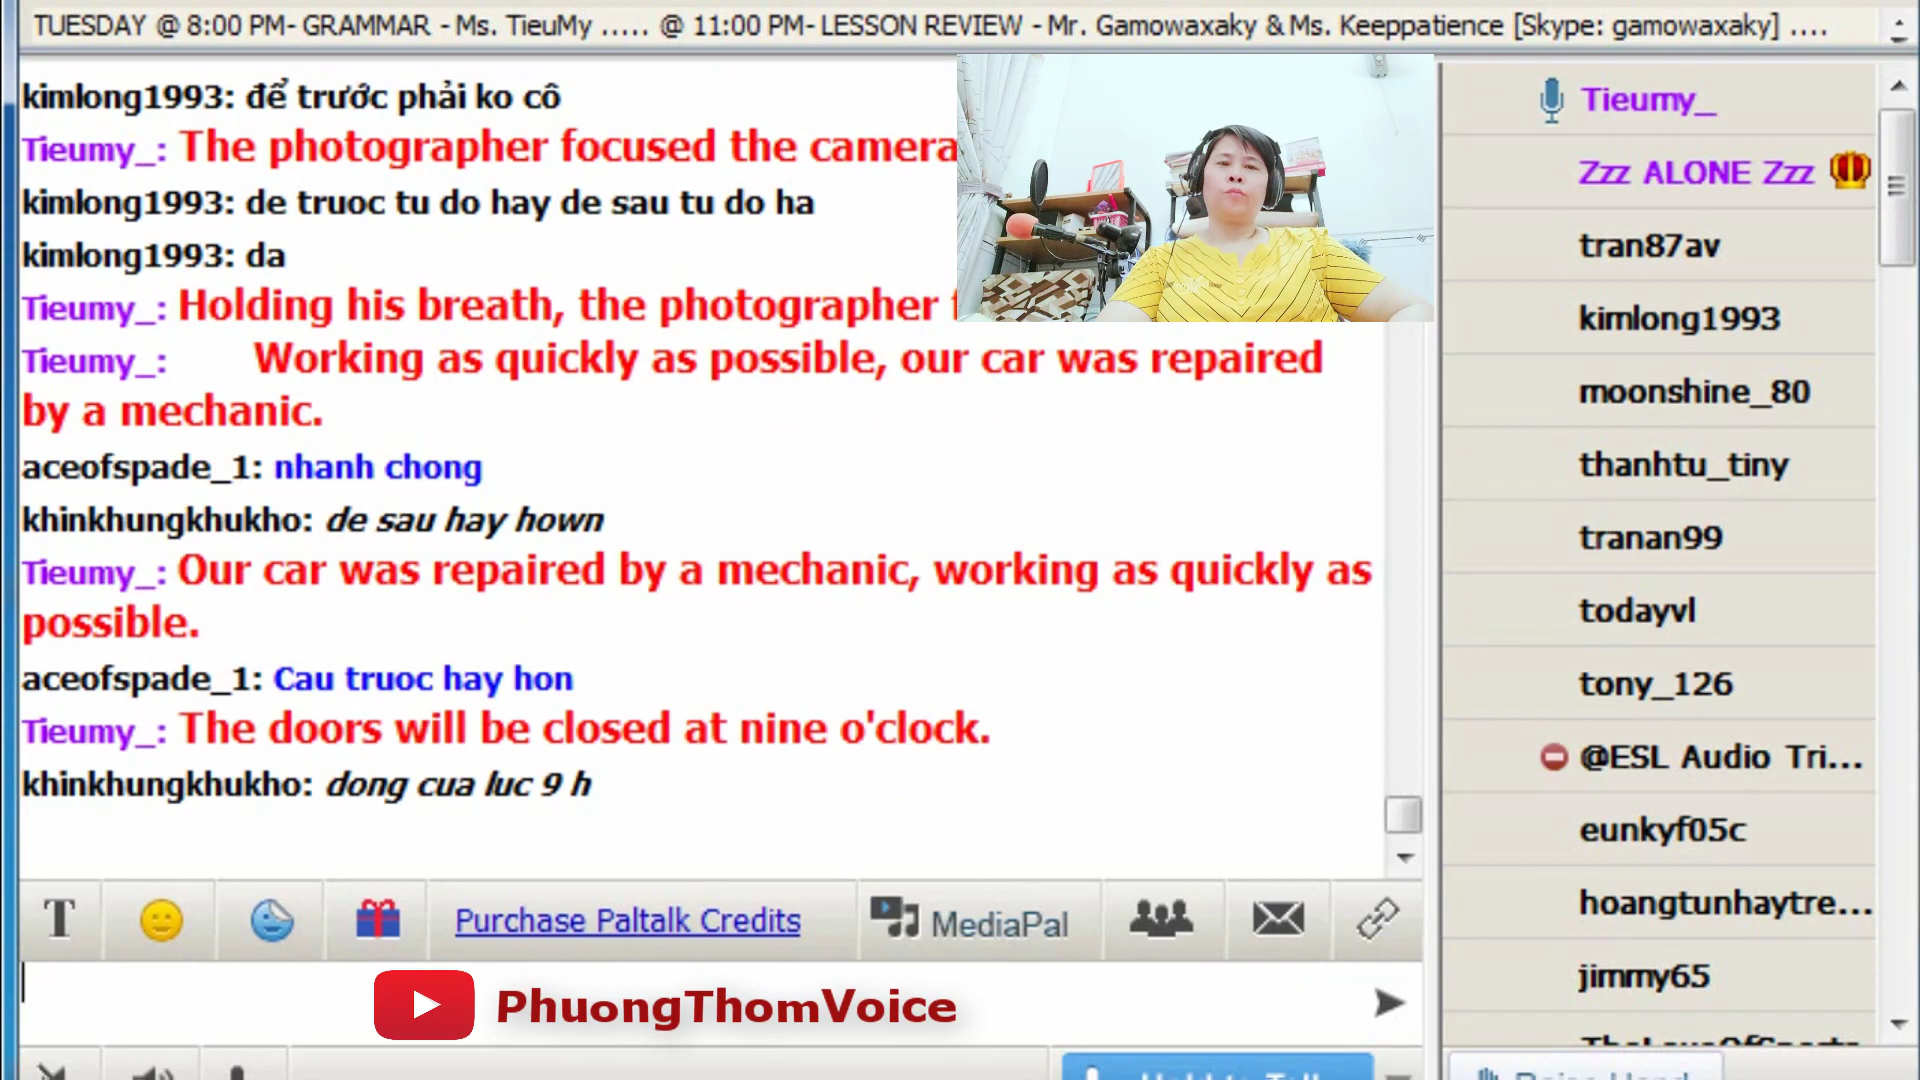 TUESDAY @ 8:00 PM- GRAMMAR - Ms. TieuMy ..... @ 11:00 PM- LESSON REVIEW - Mr. Gamowaxaky & Ms. Keeppatience [Skype: gamowaxaky] ....
kimlong1993: để trước phải ko cô
Tieumy_: The photographer focused the camera
kimlong1993: de truoc tu do hay de sau tu do ha
kimlong1993: da
Tieumy_: Holding his breath, the photographer
Tieumy_: Working as quickly as possible, our car was repaired
by a mechanic.
aceofspade_1: nhanh chong
khinkhungkhukho: de sau hay hown
Tieumy_: Our car was repaired by a mechanic, working as quickly as
possible.
aceofspade_1: Cau truoc hay hon
Tieumy_: The doors will be closed at nine o'clock.
khinkhungkhukho: dong cua luc 9 h
T
Purchase Paltalk Credits
MediaPal
PhuongThomVoice
Tieumy_
Zzz ALONE Zzz
tran87av
kimlong1993
moonshine_80
thanhtu_tiny
tranan99
todayvl
tony_126
@ESL Audio Tri...
eunkyf05c
hoangtunhaytre...
jimmy65